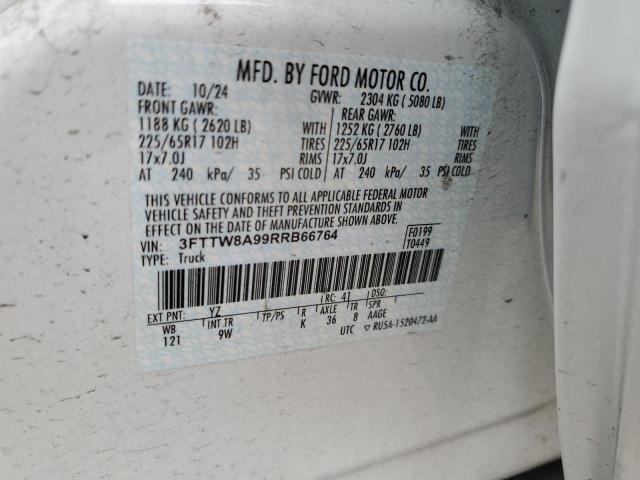 MFD. BY FORD MOTOR CO.
DATE: 10/24 GVWR: 2304 KG ( 5080 LB)
FRONT GAWR: REAR GAWR:
1188 KG ( 2620 LB) WITH 1252 KG ( 2760 LB) WITH
225/65R17 102H TIRES 225/65R17 102H TIRES
17x7.0J RIMS 17x7.0J RIMS
AT 240 kPa/ 35 PSI COLD AT 240 kPa/ 35 PSI COLD
THIS VEHICLE CONFORMS TO ALL APPLICABLE FEDERAL MOTOR
VEHICLE SAFETY AND THEFT PREVENTION STANDARDS IN
EFFECT ON THE DATE OF MANUFACTURE SHOWN ABOVE.
VIN: 3FTTW8A99RRB66764 F0199
TYPE: Truck T0449
EXT PNT: YZ RC: 41 DSO:
WB INT TR TP/PS R AXLE TR SPR
121 9W K 36 8 AAGE
UTC ▽ RU5A-1520472-AA